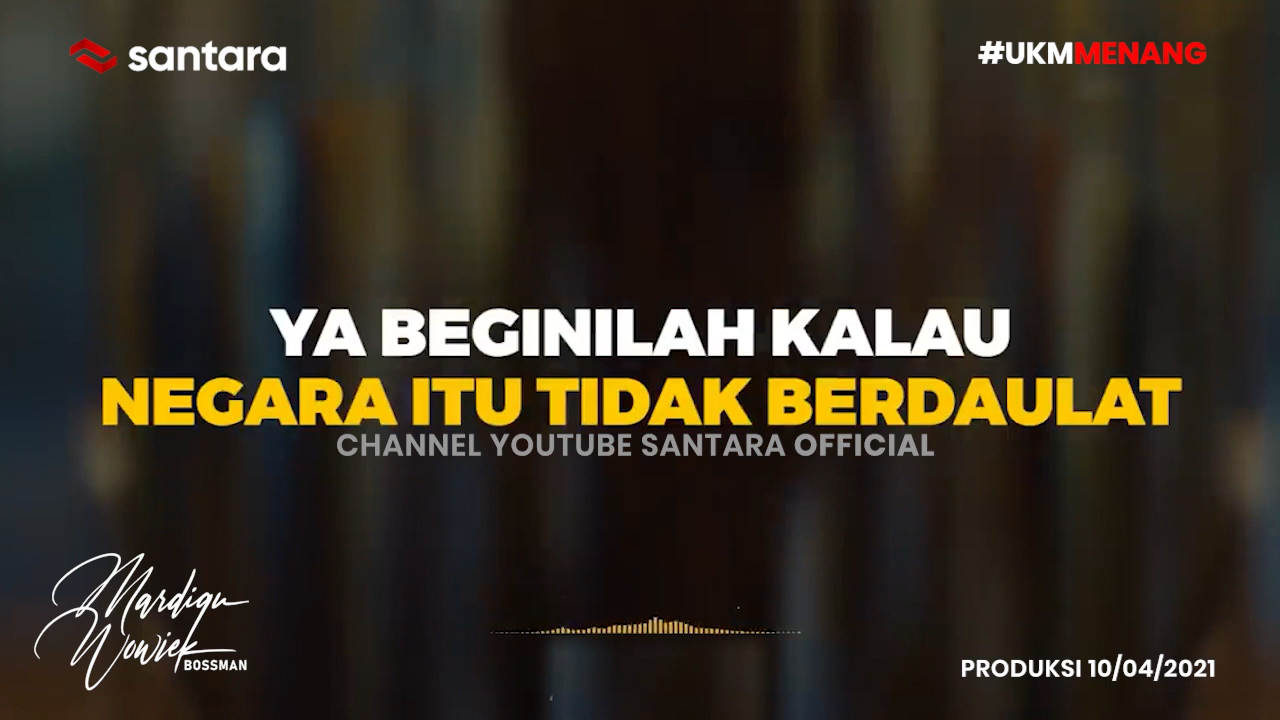 santara
#UKMMENANG
YA BEGINILAH KALAU
NEGARA ITU TIDAK BERDAULAT
CHANNEL YOUTUBE SANTARA OFFICIAL
Mardigu
Wowiek
BOSSMAN
PRODUKSI 10/04/2021